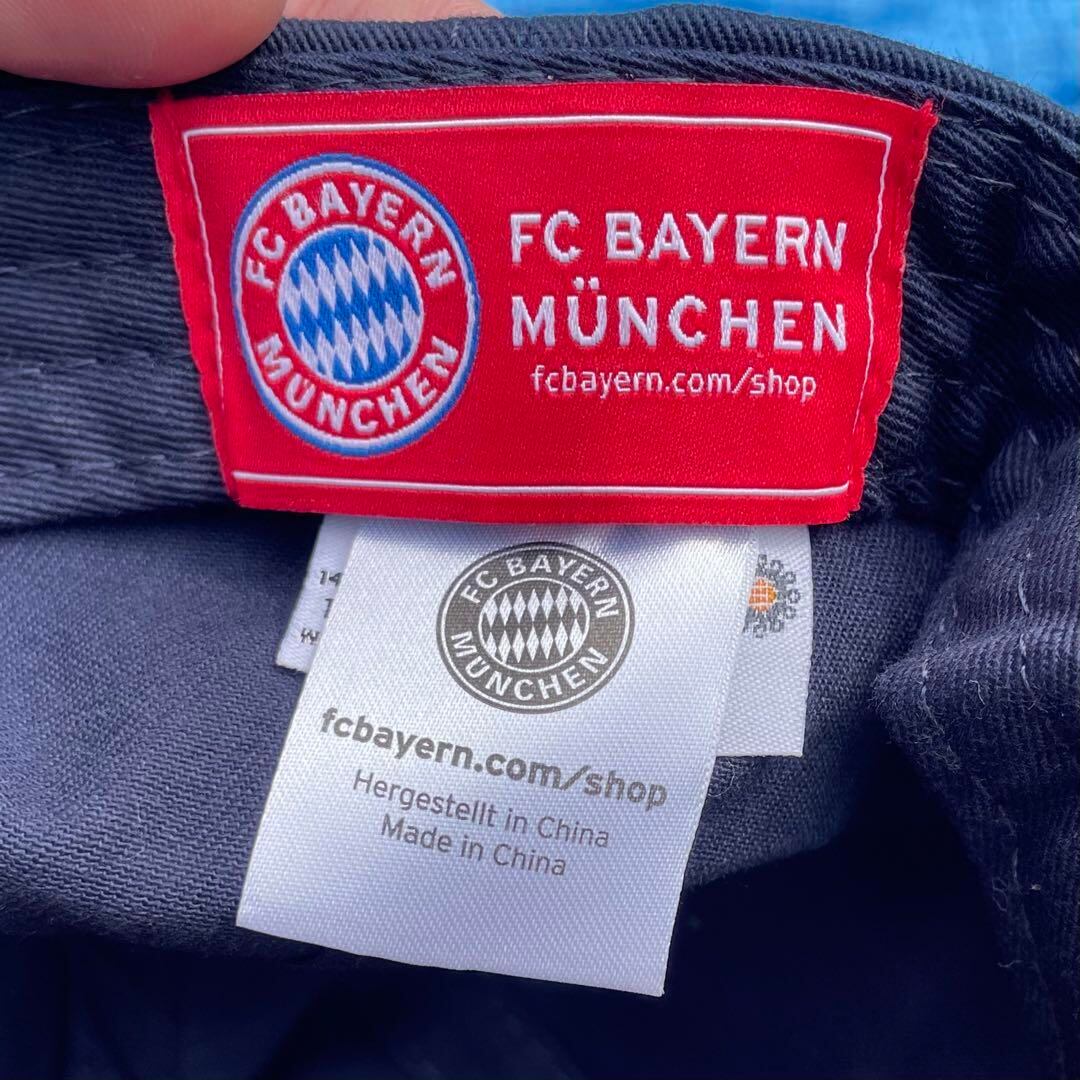 FC BAYERN
MÜNCHEN
FC BAYERN
MÜNCHEN
fcbayern.com/shop
14
W
FC BAYERN
MÜNCHEN
fcbayern.com/shop
Hergestellt in China
Made in China